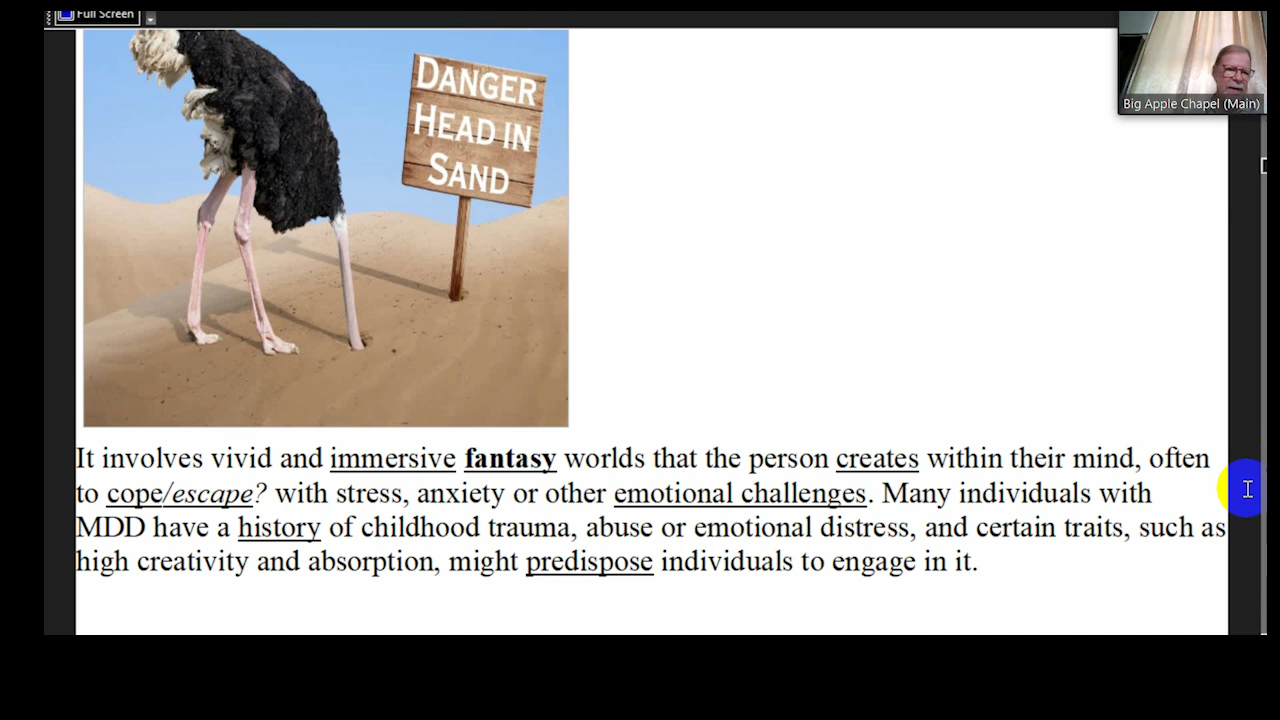 Full Screen
Big Apple Chapel (Main)
DANGER
HEAD IN
SAND
It involves vivid and immersive fantasy worlds that the person creates within their mind, often
to cope/escape? with stress, anxiety or other emotional challenges. Many individuals with
MDD have a history of childhood trauma, abuse or emotional distress, and certain traits, such as
high creativity and absorption, might predispose individuals to engage in it.